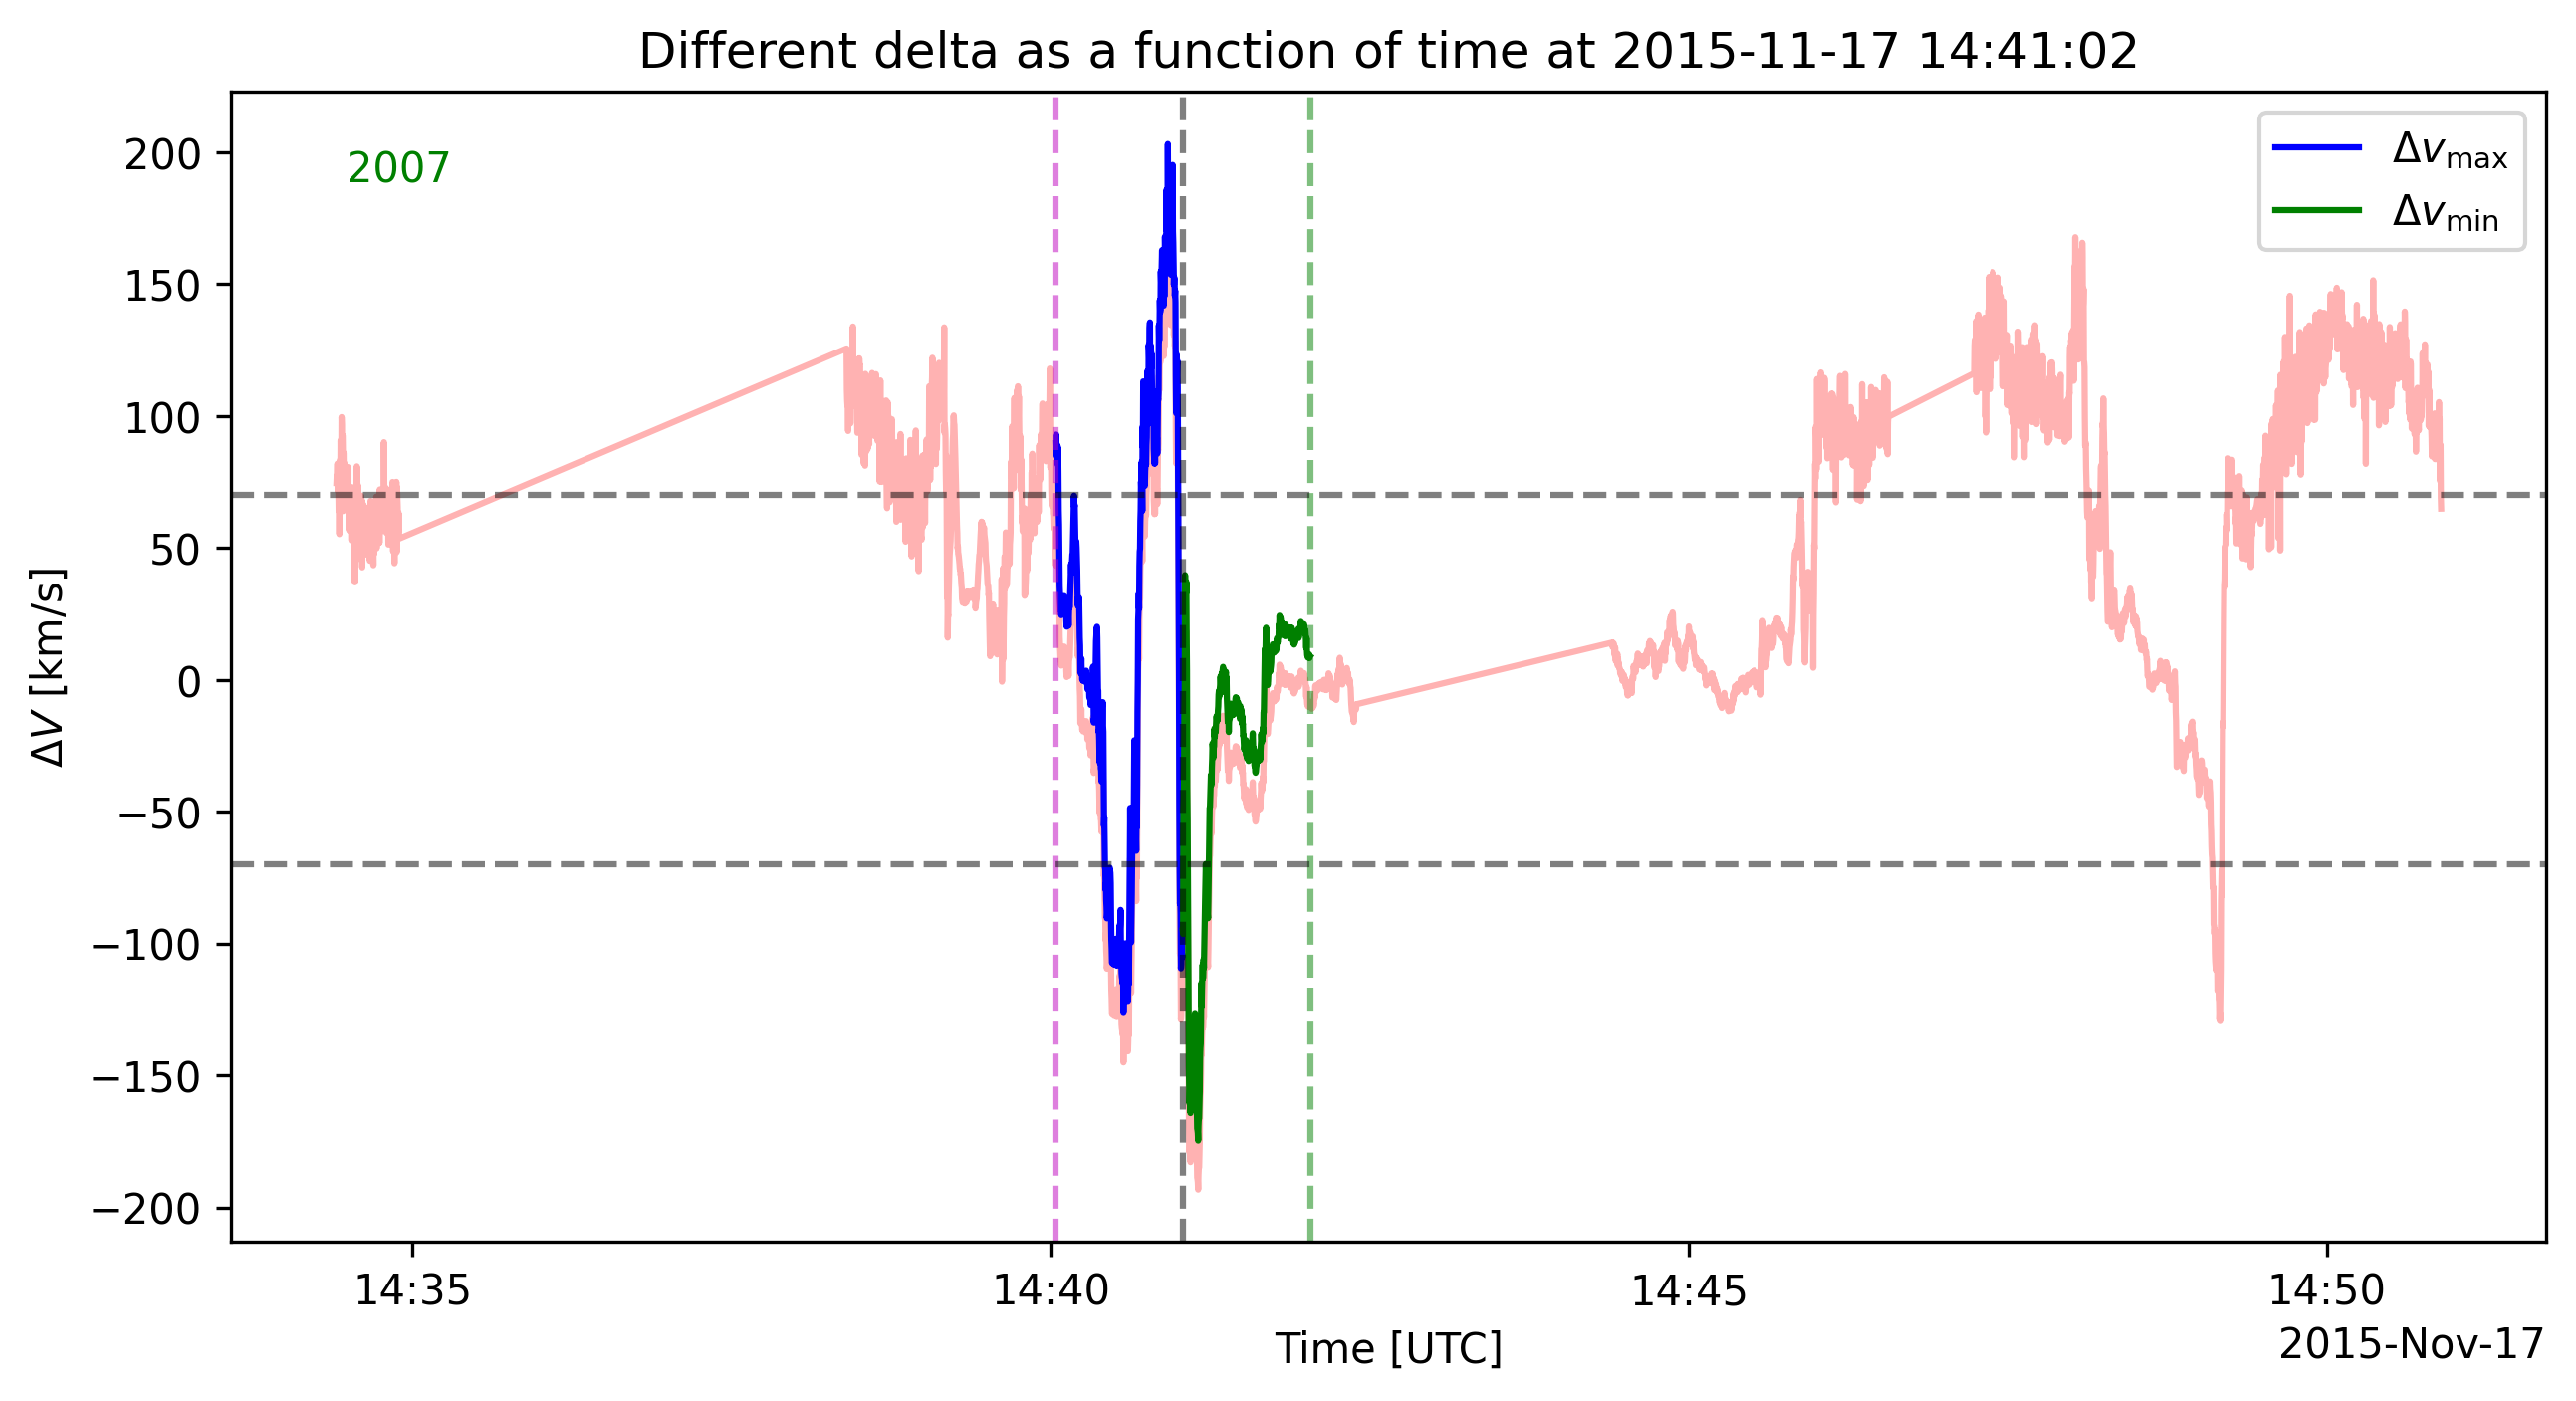 Different delta as a function of time at 2015-11-17 14:41:02
2007
Δv_max
Δv_min
200
150
100
50
0
−50
−100
−150
−200
ΔV [km/s]
14:35 14:40 14:45 14:50
Time [UTC]
2015-Nov-17